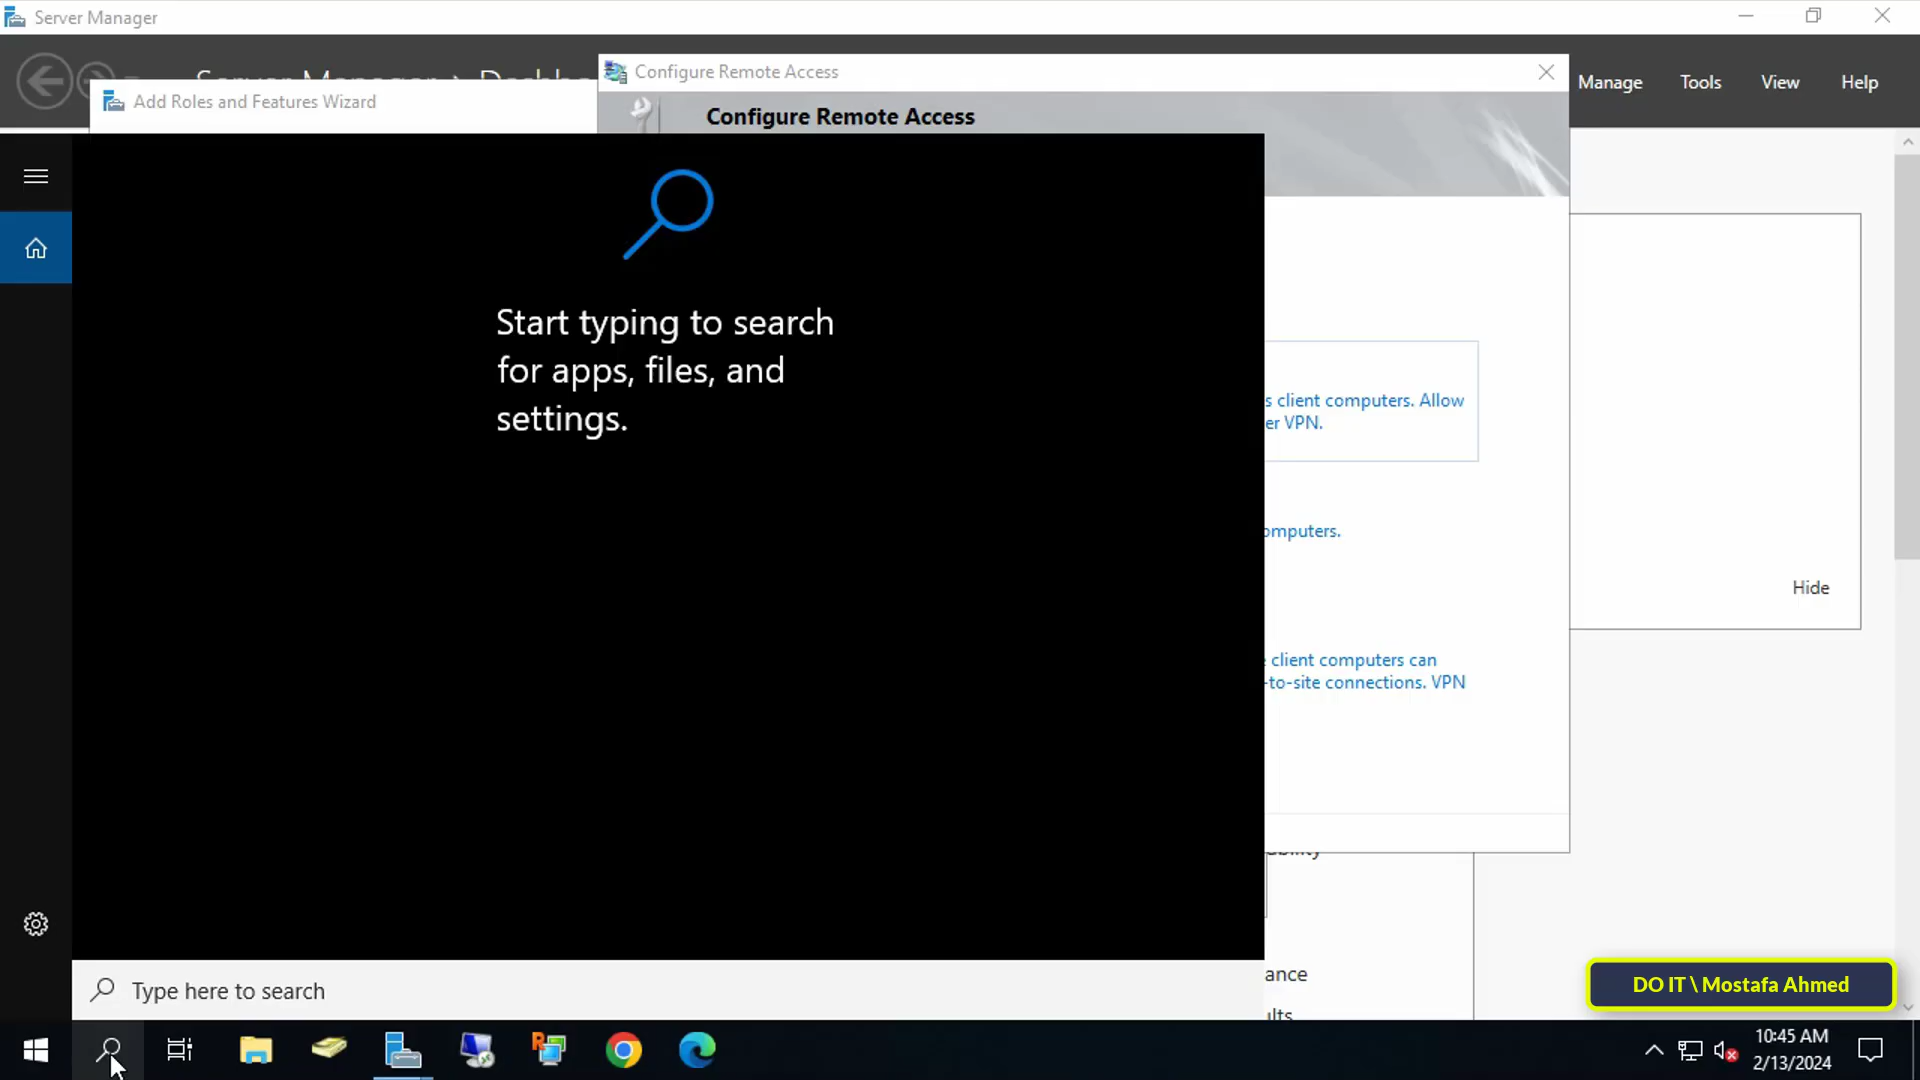 Server Manager
Configure Remote Access
Manage
Tools
View
Help
Add Roles and Features Wizard
Configure Remote Access
Start typing to search
for apps, files, and
settings.
s client computers. Allow
er VPN.
omputers.
Hide
client computers can
-to-site connections. VPN
ance
Type here to search
DO IT \ Mostafa Ahmed
10:45 AM
2/13/2024